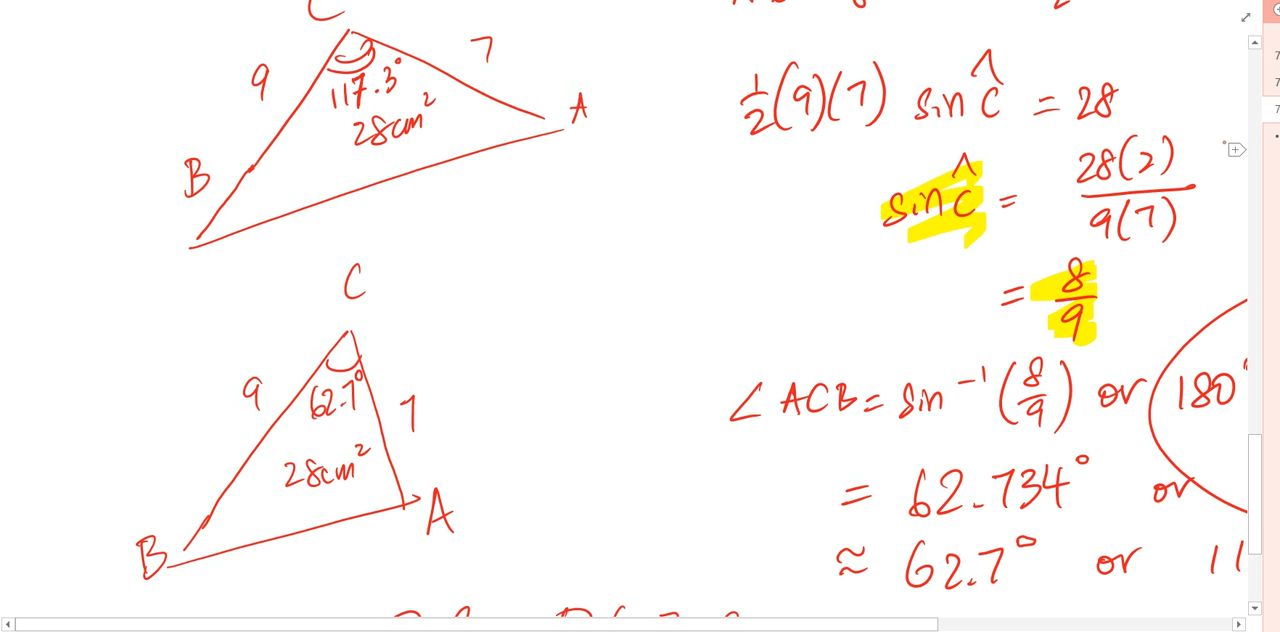 C
9
7
117.3°
28cm²
A
B
C
9
62.7°
7
28cm²
A
B
½(9)(7) sin Ĉ = 28
sin Ĉ = 28(2)/9(7)
= 8/9
∠ACB = sin⁻¹(8/9) or 180°
= 62.734° or
≈ 62.7° or 11